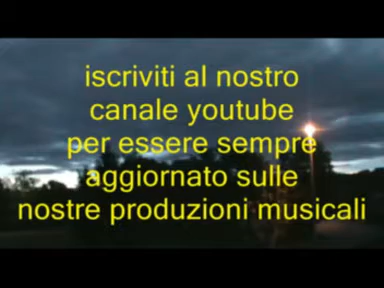 iscriviti al nostro
canale youtube
per essere sempre
aggiornato sulle
nostre produzioni musicali